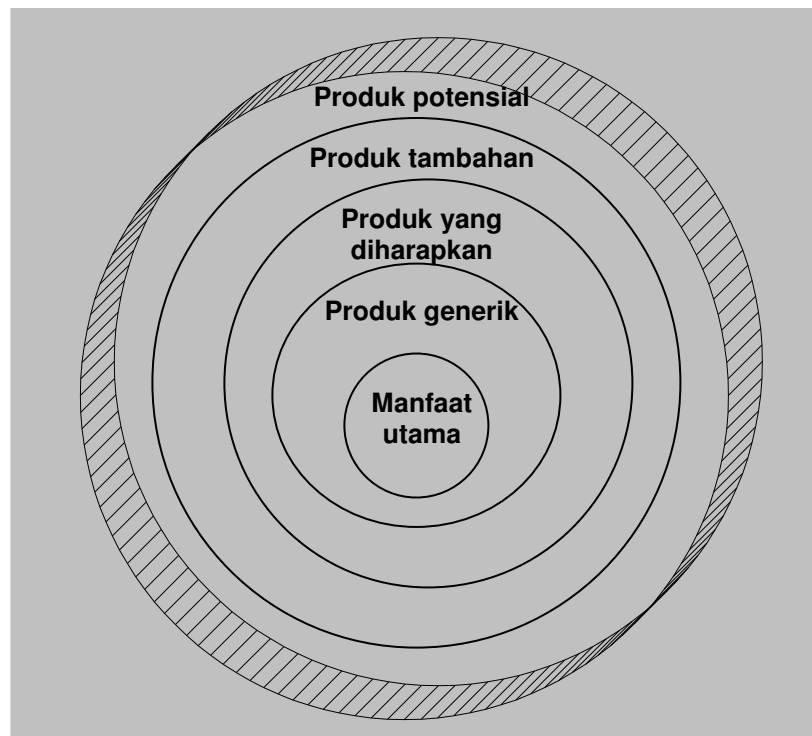 Produk potensial
Produk tambahan
Produk yang
diharapkan
Produk generik
Manfaat
utama